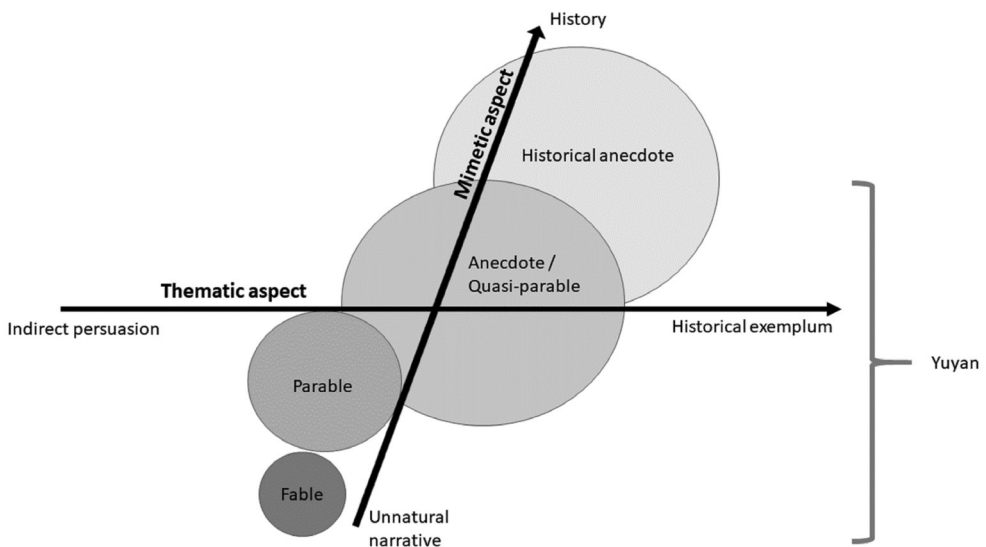 History
Mimetic aspect
Historical anecdote
Anecdote /
Quasi-parable
Thematic aspect
Indirect persuasion
Historical exemplum
Yuyan
Parable
Fable
Unnatural
narrative